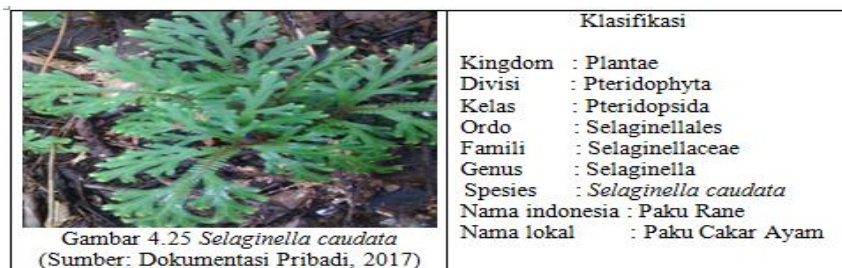 Gambar 4.25 Selaginella caudata
(Sumber: Dokumentasi Pribadi, 2017)
Klasifikasi
Kingdom : Plantae
Divisi : Pteridophyta
Kelas : Pteridopsida
Ordo : Selaginellales
Famili : Selaginellaceae
Genus : Selaginella
Spesies : Selaginella caudata
Nama indonesia : Paku Rane
Nama lokal : Paku Cakar Ayam